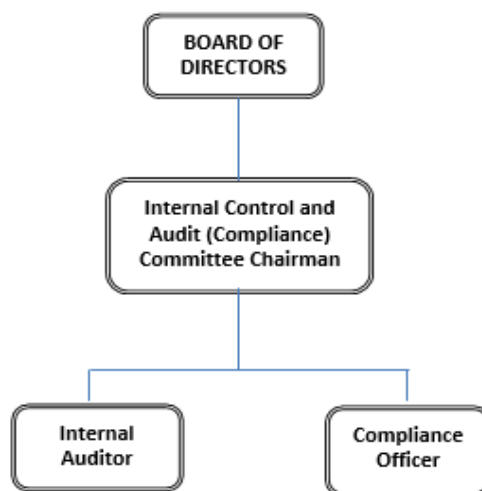 BOARD OF
DIRECTORS
Internal Control and
Audit (Compliance)
Committee Chairman
Internal
Auditor
Compliance
Officer